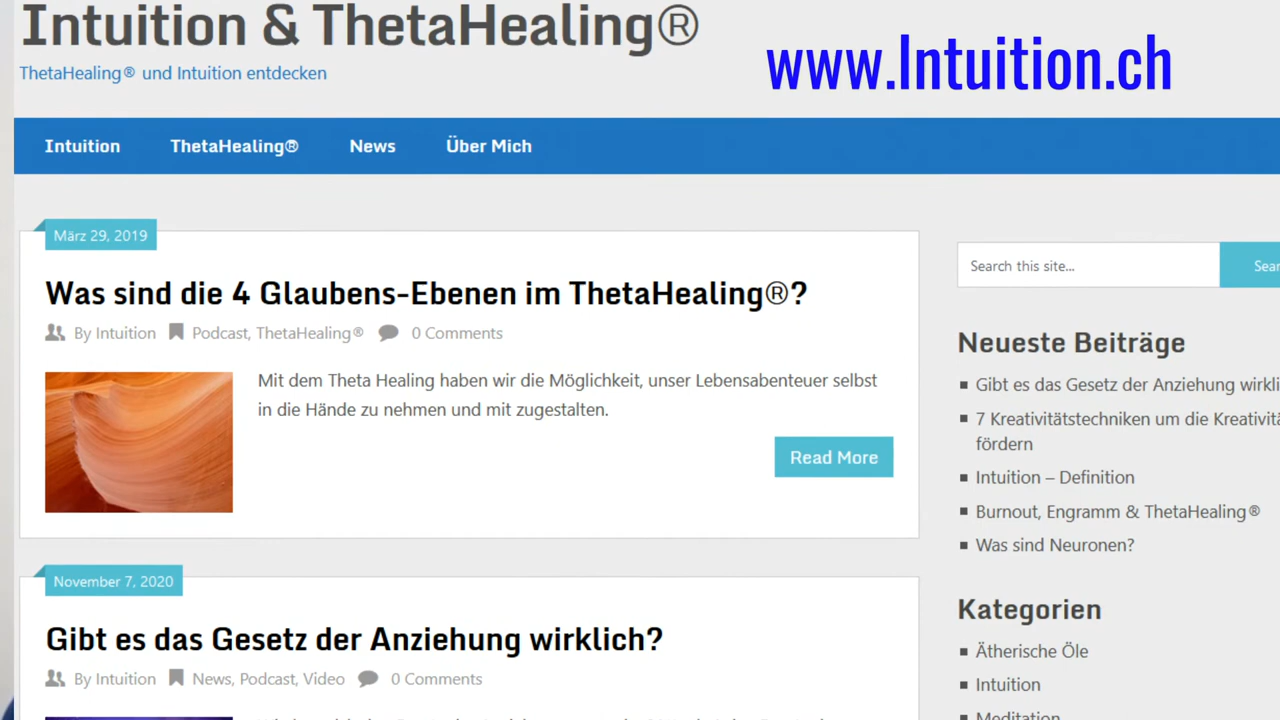 Intuition & ThetaHealing®
ThetaHealing® und Intuition entdecken
www.Intuition.ch
Intuition ThetaHealing® News Über Mich
März 29, 2019
Was sind die 4 Glaubens-Ebenen im ThetaHealing®?
By Intuition Podcast, ThetaHealing® 0 Comments
Mit dem Theta Healing haben wir die Möglichkeit, unser Lebensabenteuer selbst
in die Hände zu nehmen und mit zugestalten.
Read More
November 7, 2020
Gibt es das Gesetz der Anziehung wirklich?
By Intuition News, Podcast, Video 0 Comments
Search this site...
Neueste Beiträge
Gibt es das Gesetz der Anziehung
7 Kreativitätstechniken um die
fördern
Intuition – Definition
Burnout, Engramm & ThetaHealing®
Was sind Neuronen?
Kategorien
Ätherische Öle
Intuition
Meditation